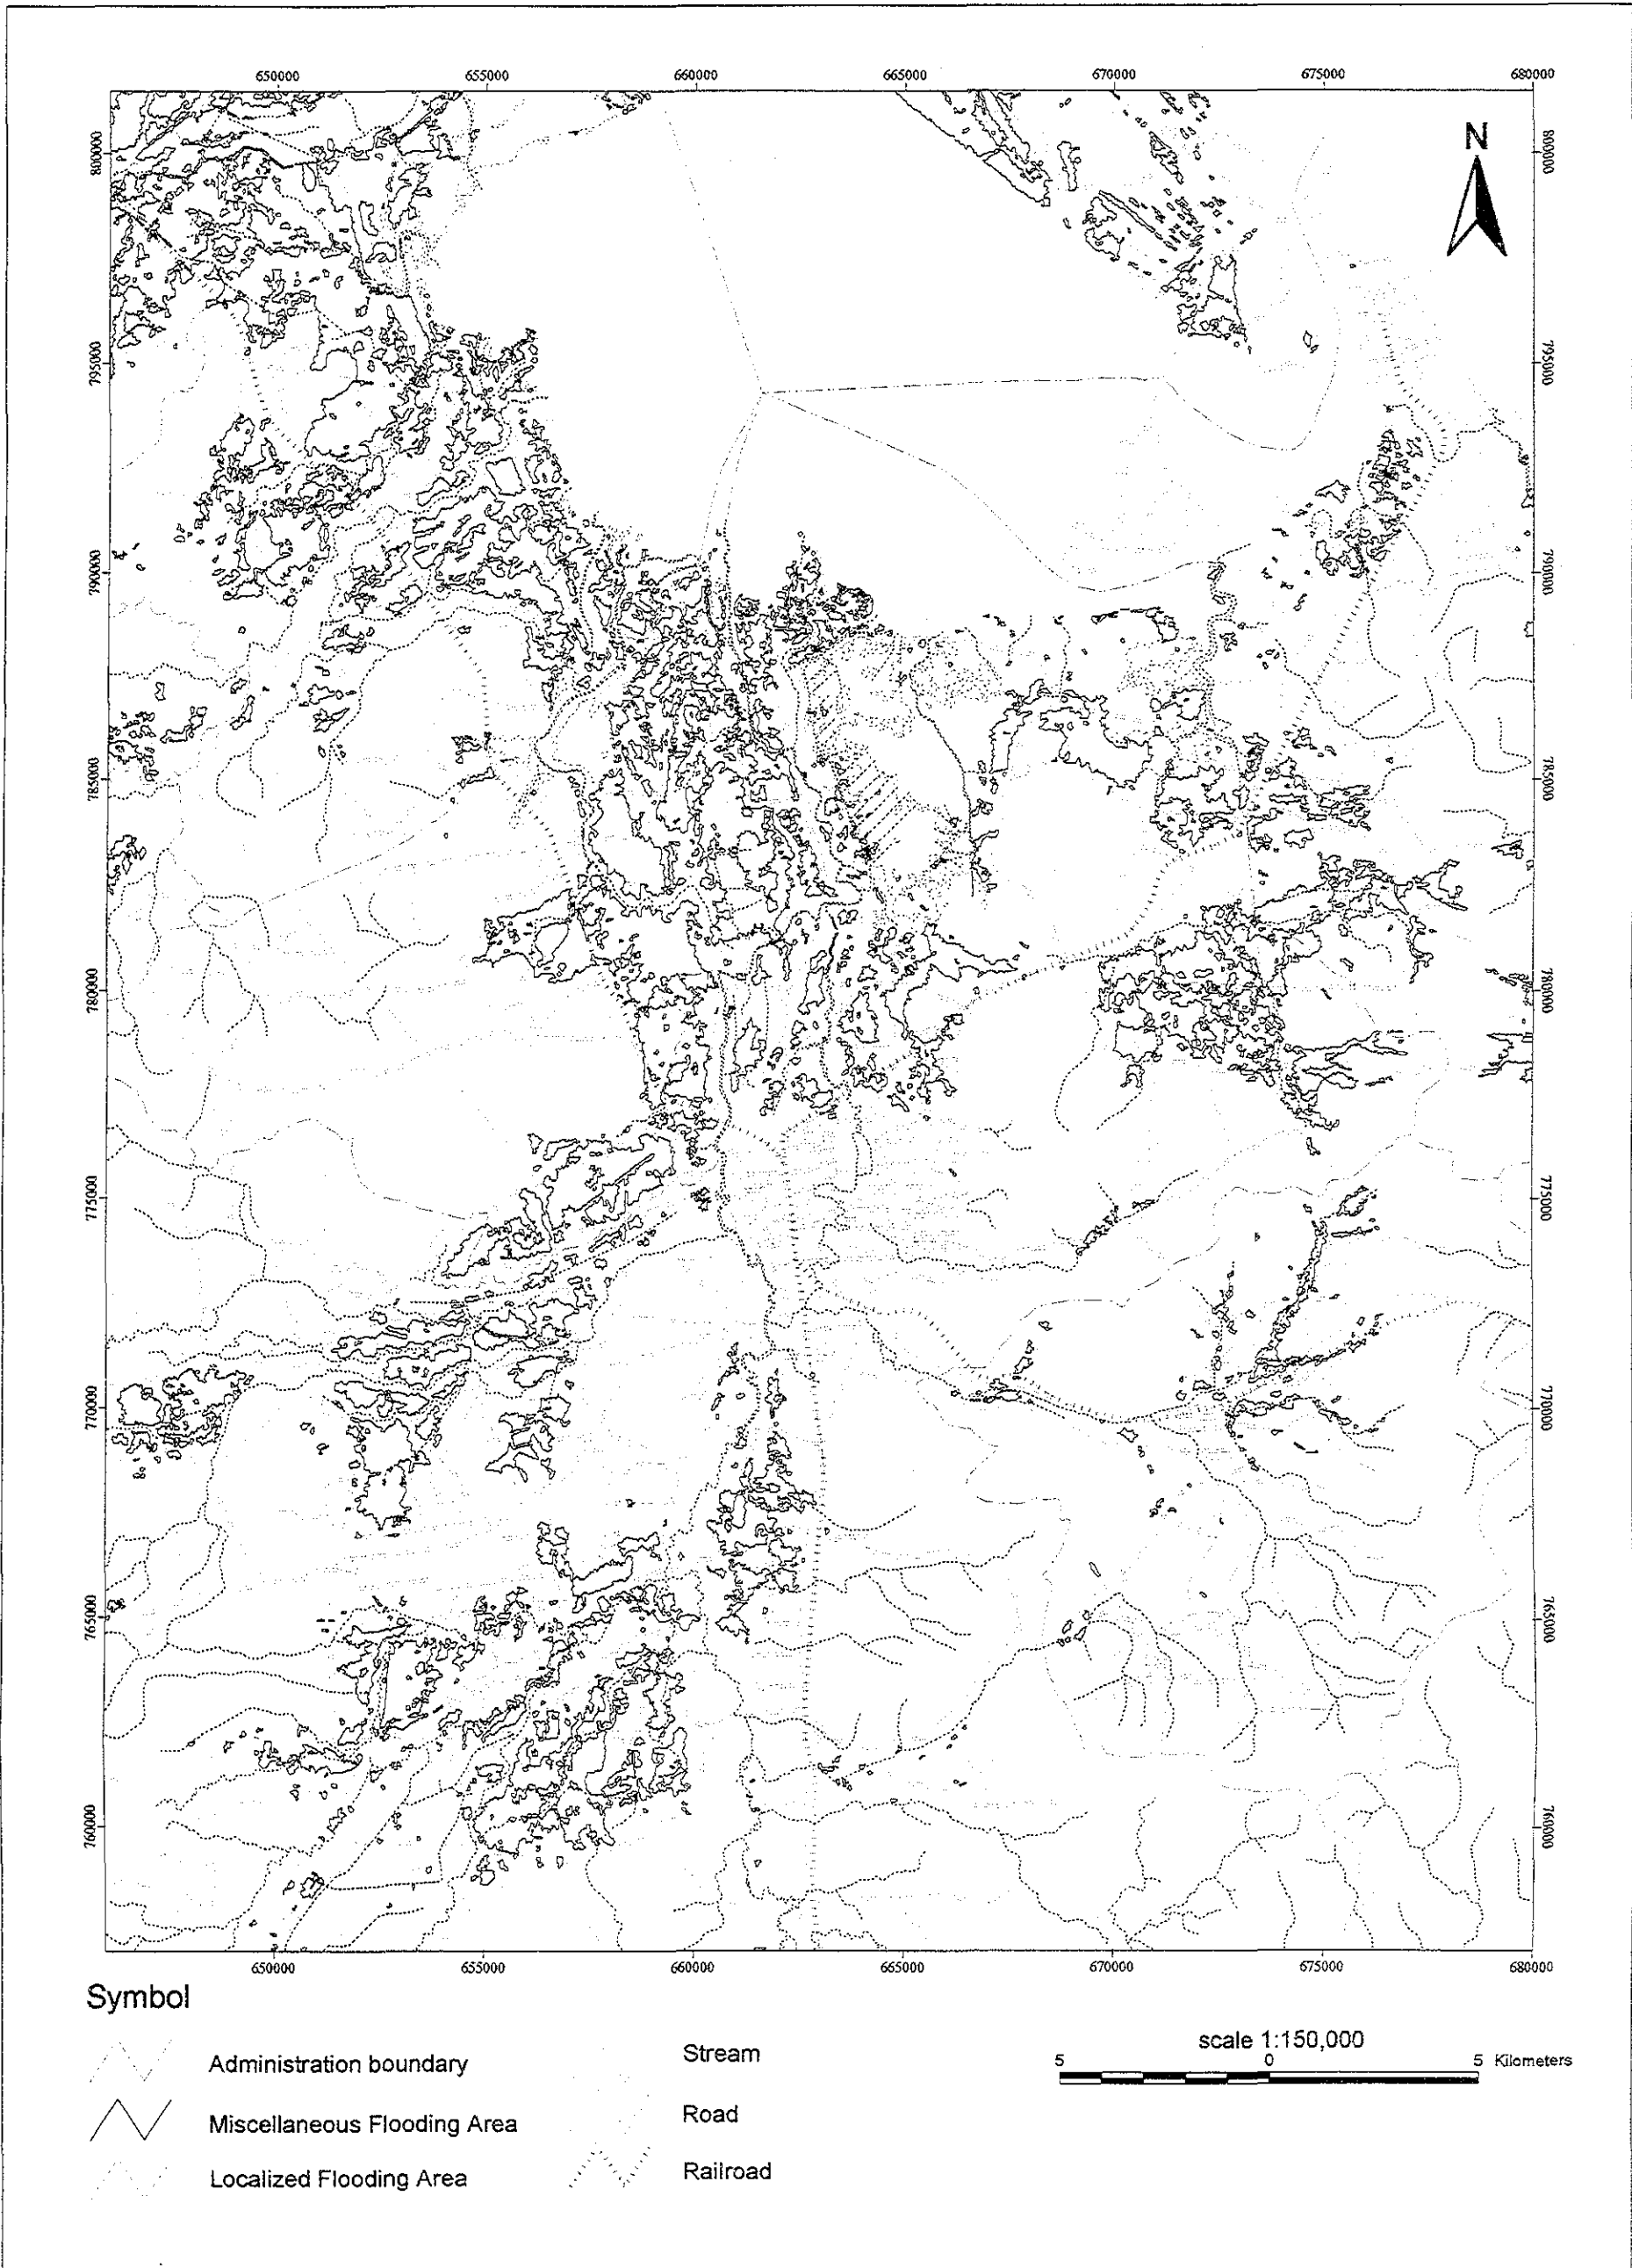 650000 655000 660000 665000 670000 675000 680000
N
800000 800000
795000 795000
790000 790000
785000 785000
780000 780000
775000 775000
770000 770000
765000 765000
760000 760000
650000 655000 660000 665000 670000 675000 680000
Symbol
Administration boundary
Miscellaneous Flooding Area
Localized Flooding Area
Stream
Road
Railroad
scale 1:150,000
5 0 5 Kilometers